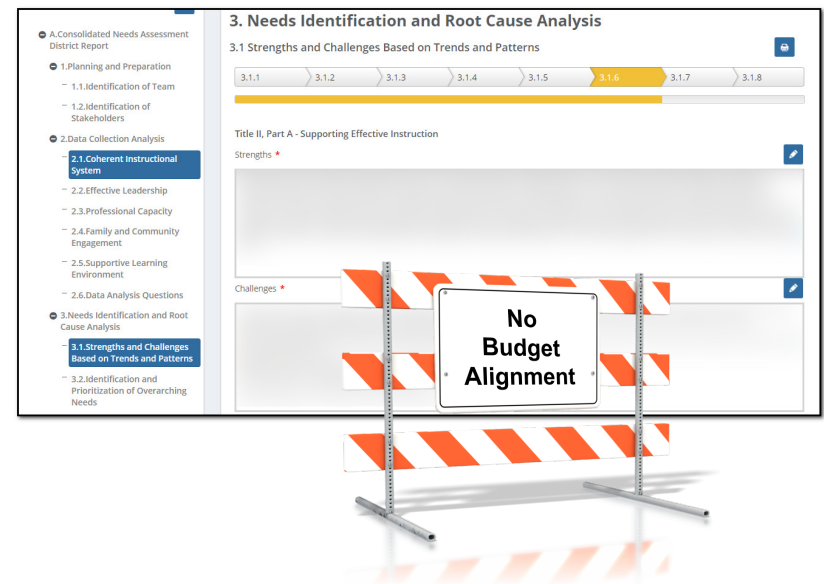 A.Consolidated Needs Assessment
District Report
1.Planning and Preparation
1.1.Identification of Team
1.2.Identification of
Stakeholders
2.Data Collection Analysis
2.1.Coherent Instructional
System
2.2.Effective Leadership
2.3.Professional Capacity
2.4.Family and Community
Engagement
2.5.Supportive Learning
Environment
2.6.Data Analysis Questions
3.Needs Identification and Root
Cause Analysis
3.1.Strengths and Challenges
Based on Trends and Patterns
3.2.Identification and
Prioritization of Overarching
Needs
3. Needs Identification and Root Cause Analysis
3.1 Strengths and Challenges Based on Trends and Patterns
3.1.1 3.1.2 3.1.3 3.1.4 3.1.5 3.1.6 3.1.7 3.1.8
Title II, Part A - Supporting Effective Instruction
Strengths *
Challenges *
No
Budget
Alignment